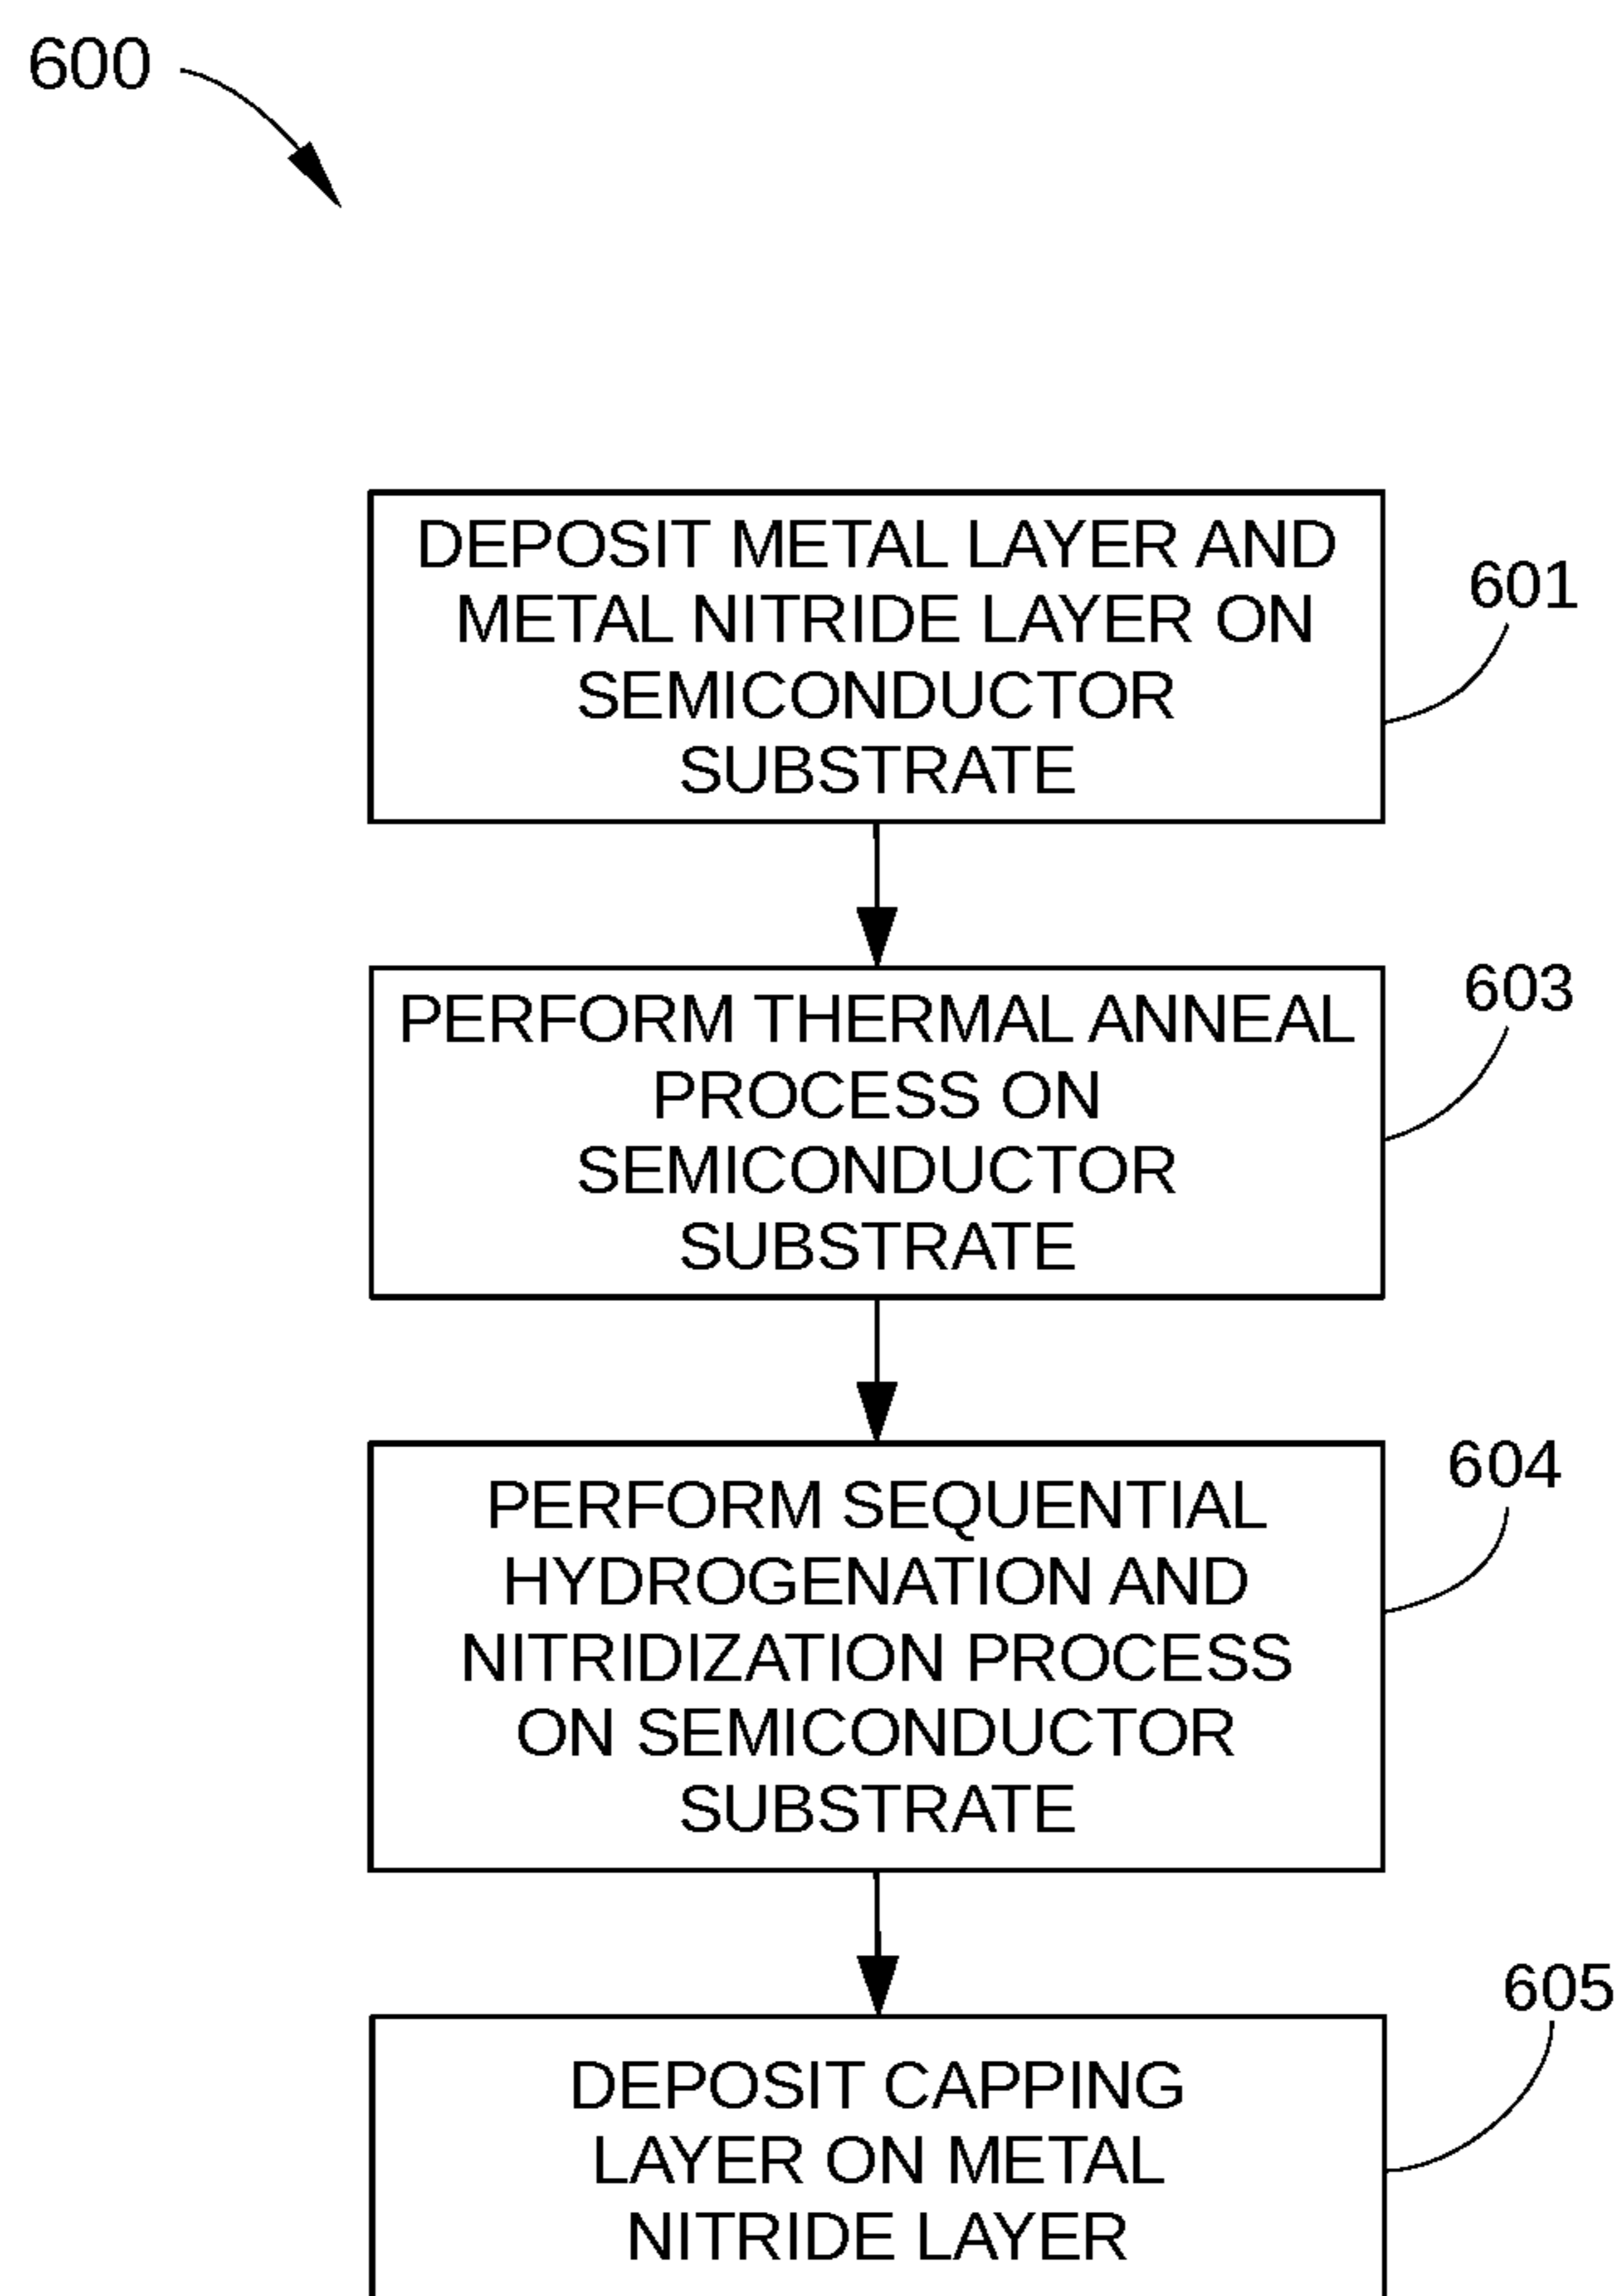 600
DEPOSIT METAL LAYER AND
METAL NITRIDE LAYER ON
SEMICONDUCTOR
SUBSTRATE
601
PERFORM THERMAL ANNEAL
PROCESS ON
SEMICONDUCTOR
SUBSTRATE
603
PERFORM SEQUENTIAL
HYDROGENATION AND
NITRIDIZATION PROCESS
ON SEMICONDUCTOR
SUBSTRATE
604
DEPOSIT CAPPING
LAYER ON METAL
NITRIDE LAYER
605